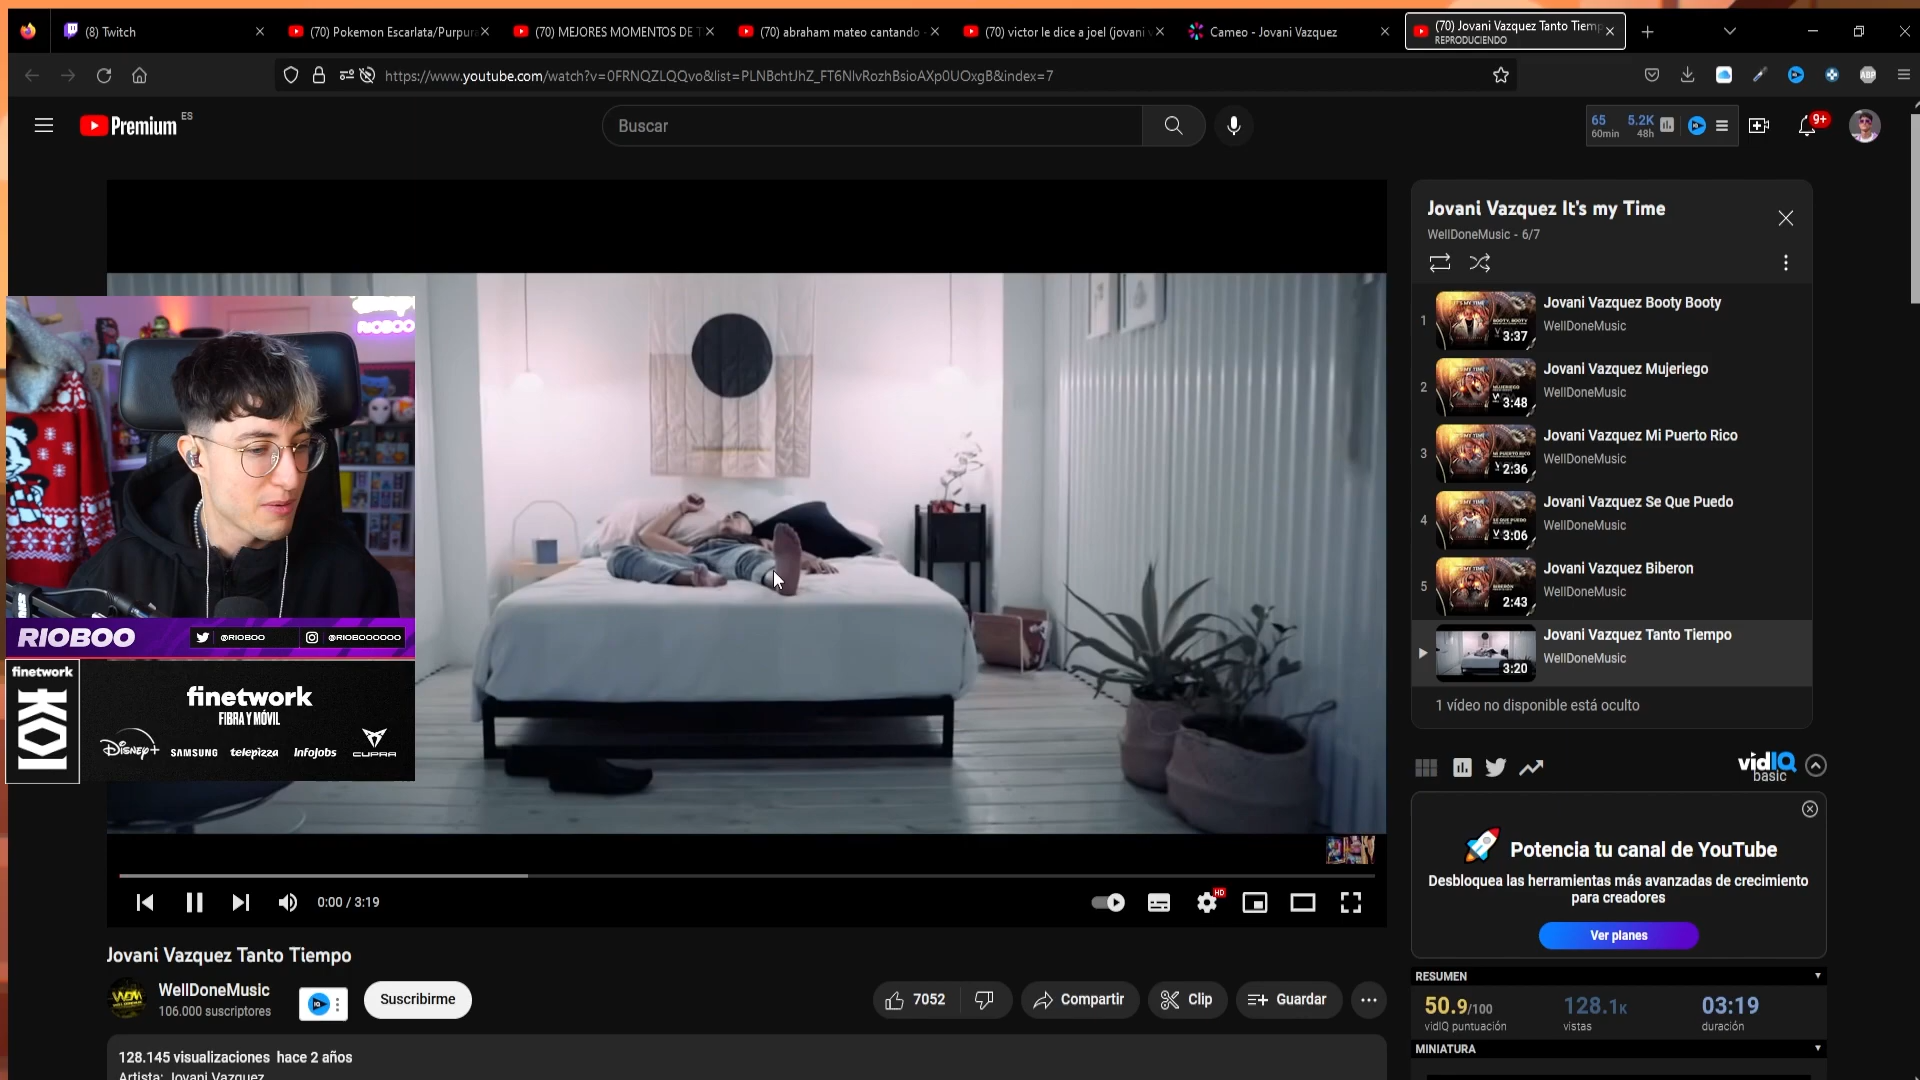 (8) Twitch
(70) Pokemon Escarlata/Purpura
(70) MEJORES MOMENTOS DE T
(70) abraham mateo cantando -
(70) victor le dice a joel (jovani v
Cameo - Jovani Vazquez
(70) Jovani Vazquez Tanto Tiemp
REPRODUCIENDO
https://www.youtube.com/watch?v=0FRNQZLQQvo&list=PLNBchtJhZ_FT6NlvRozhBsioAXp0UOxgB&index=7
ABP
Premium ES
Buscar
65
60min
5.2K
48h
9+
Jovani Vazquez It's my Time
WellDoneMusic - 6/7
1
3:37
Jovani Vazquez Booty Booty
WellDoneMusic
2
3:48
Jovani Vazquez Mujeriego
WellDoneMusic
3
2:36
Jovani Vazquez Mi Puerto Rico
WellDoneMusic
4
3:06
Jovani Vazquez Se Que Puedo
WellDoneMusic
5
2:43
Jovani Vazquez Biberon
WellDoneMusic
3:20
Jovani Vazquez Tanto Tiempo
WellDoneMusic
1 vídeo no disponible está oculto
RIOBOO
RIOBOO
@RIOBOO
@RIOBOOOOOO
finetwork
KOI
finetwork
FIBRA Y MÓVIL
Disney+
SAMSUNG
telepizza
InfoJobs
CUPRA
vidIQ
basic
Potencia tu canal de YouTube
Desbloquea las herramientas más avanzadas de crecimiento
para creadores
Ver planes
0:00 / 3:19
HD
Jovani Vazquez Tanto Tiempo
WellDoneMusic
106.000 suscriptores
Suscribirme
7052
Compartir
Clip
Guardar
128.145 visualizaciones hace 2 años
Artista: Jovani Vazquez
RESUMEN
50.9/100
vidIQ puntuación
128.1K
vistas
03:19
duración
MINIATURA